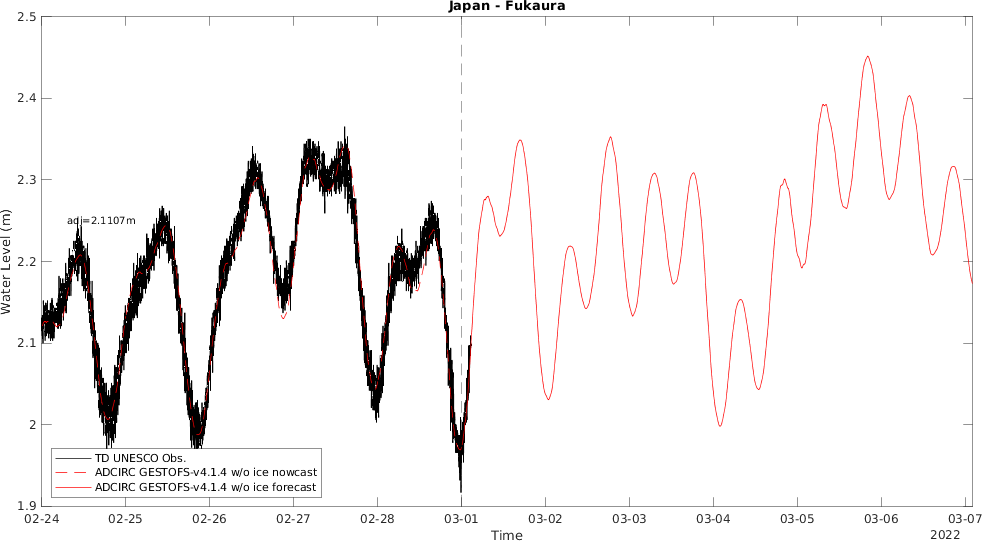 Japan - Fukaura
2.5
2.4
2.3
2.2
2.1
2
1.9
Water Level (m)
adj=2.1107m
TD UNESCO Obs.
ADCIRC GESTOFS-v4.1.4 w/o ice nowcast
ADCIRC GESTOFS-v4.1.4 w/o ice forecast
02-24 02-25 02-26 02-27 02-28 03-01 03-02 03-03 03-04 03-05 03-06 03-07
Time
2022